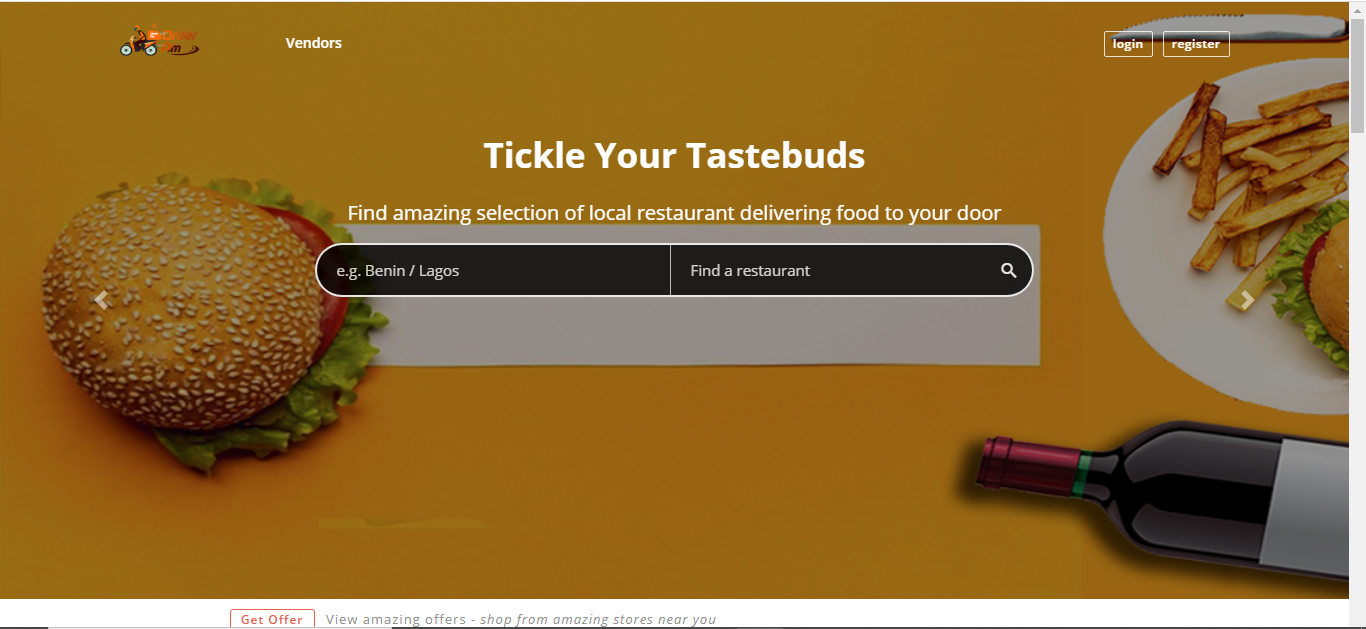 Vendors
login
register
Tickle Your Tastebuds
Find amazing selection of local restaurant delivering food to your door
e.g. Benin / Lagos
Find a restaurant
Get Offer
View amazing offers - shop from amazing stores near you